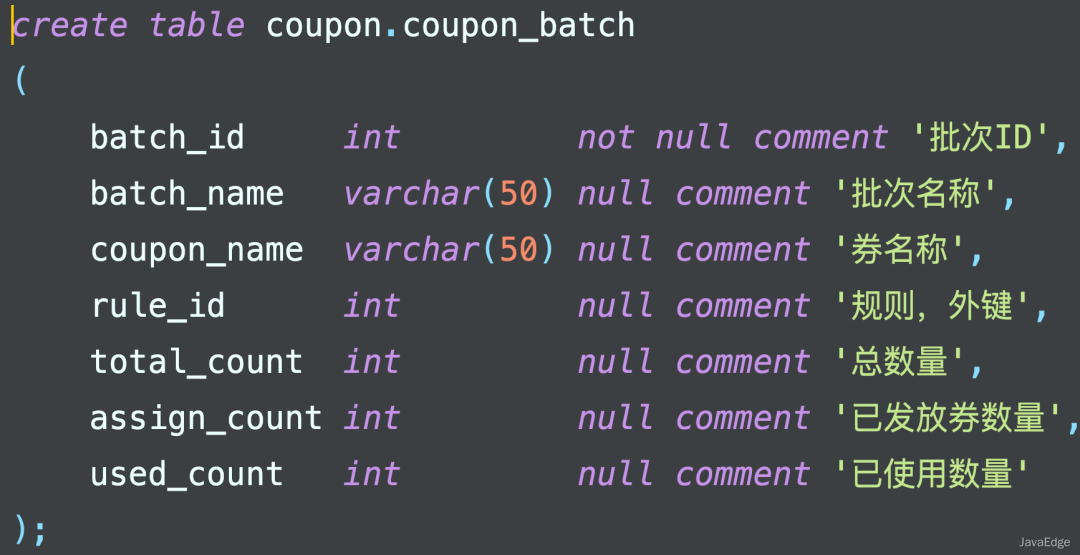 create table coupon.coupon_batch
(
    batch_id     int         not null comment '批次ID',
    batch_name   varchar(50) null comment '批次名称',
    coupon_name  varchar(50) null comment '券名称',
    rule_id      int         null comment '规则，外键',
    total_count  int         null comment '总数量',
    assign_count int         null comment '已发放券数量',
    used_count   int         null comment '已使用数量'
);
JavaEdge